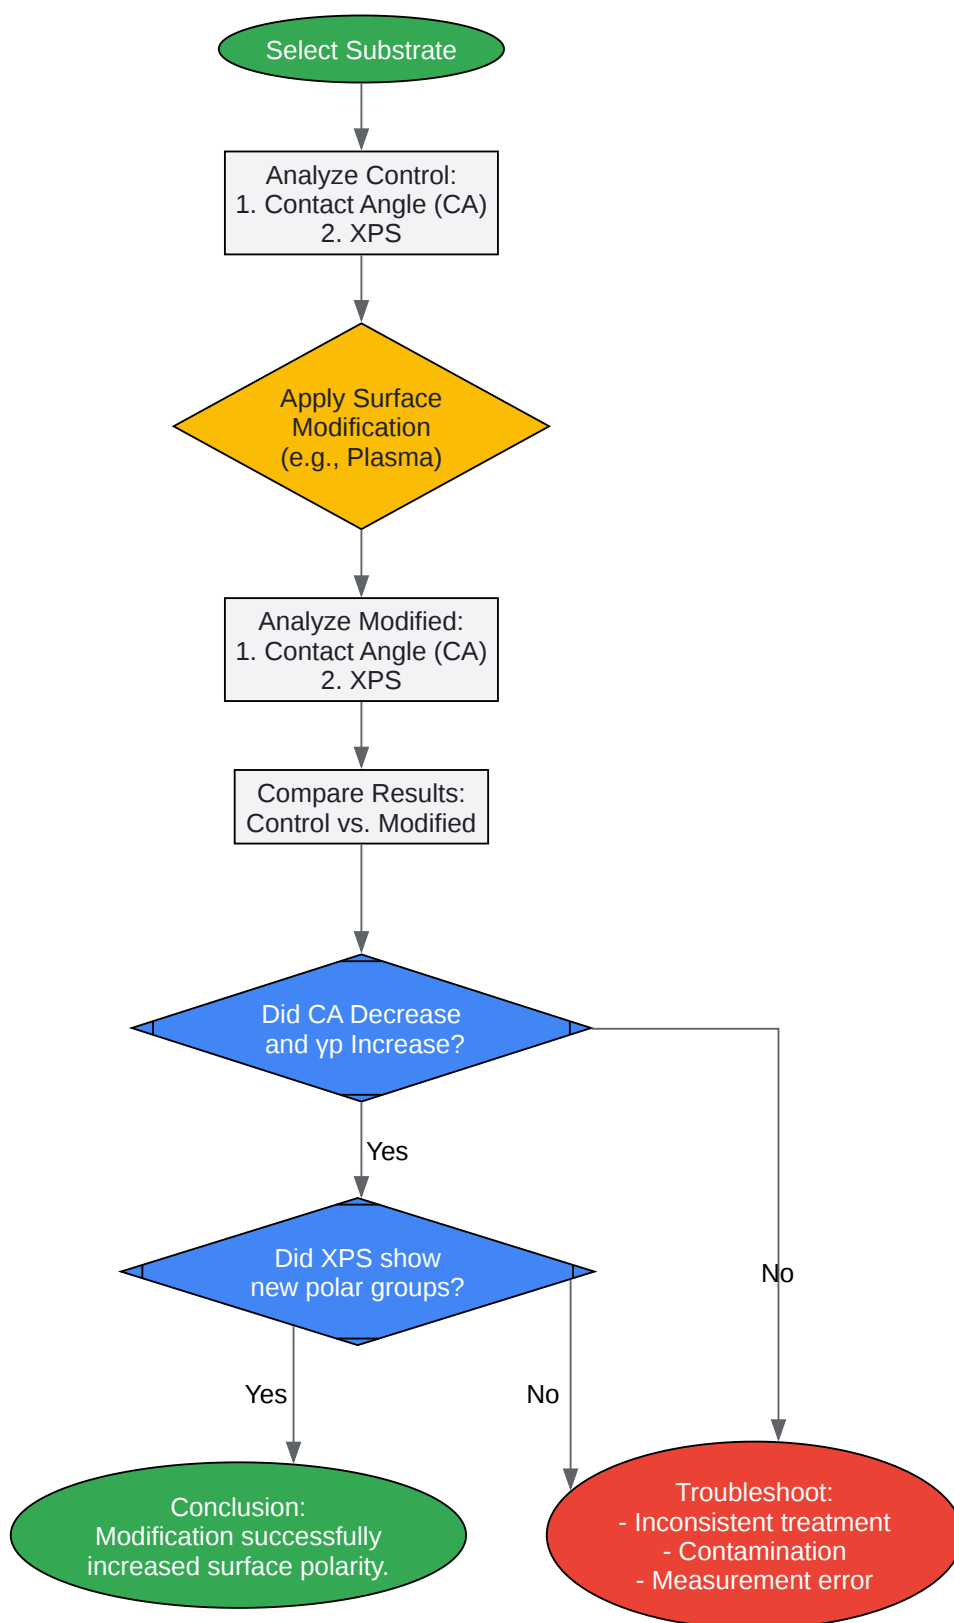 Select Substrate
Analyze Control:
1. Contact Angle (CA)
2. XPS
Apply Surface
Modification
(e.g., Plasma)
Analyze Modified:
1. Contact Angle (CA)
2. XPS
Compare Results:
Control vs. Modified
Did CA Decrease
and γp Increase?
Yes
Did XPS show
new polar groups?
No
Yes
No
Conclusion:
Modification successfully
increased surface polarity.
Troubleshoot:
- Inconsistent treatment
- Contamination
- Measurement error